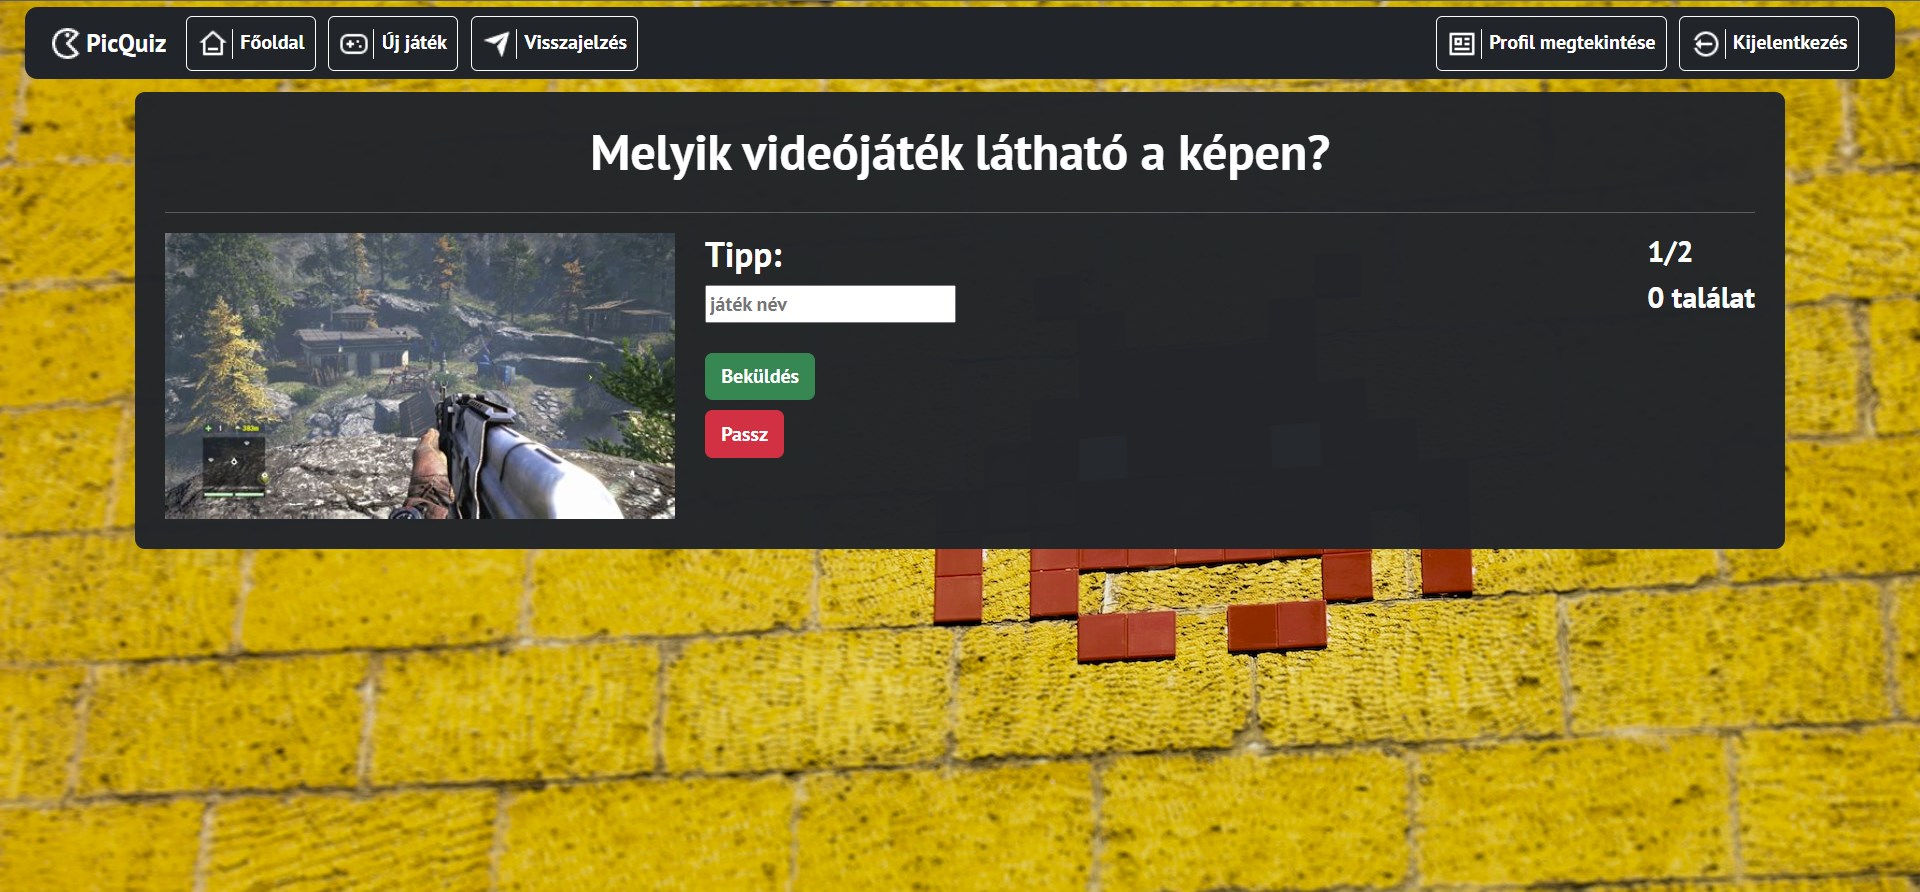 PicQuiz
Főoldal
Új játék
Visszajelzés
Profil megtekintése
Kijelentkezés
Melyik videójáték látható a képen?
Tipp:
játék név
Beküldés
Passz
1/2
0 találat